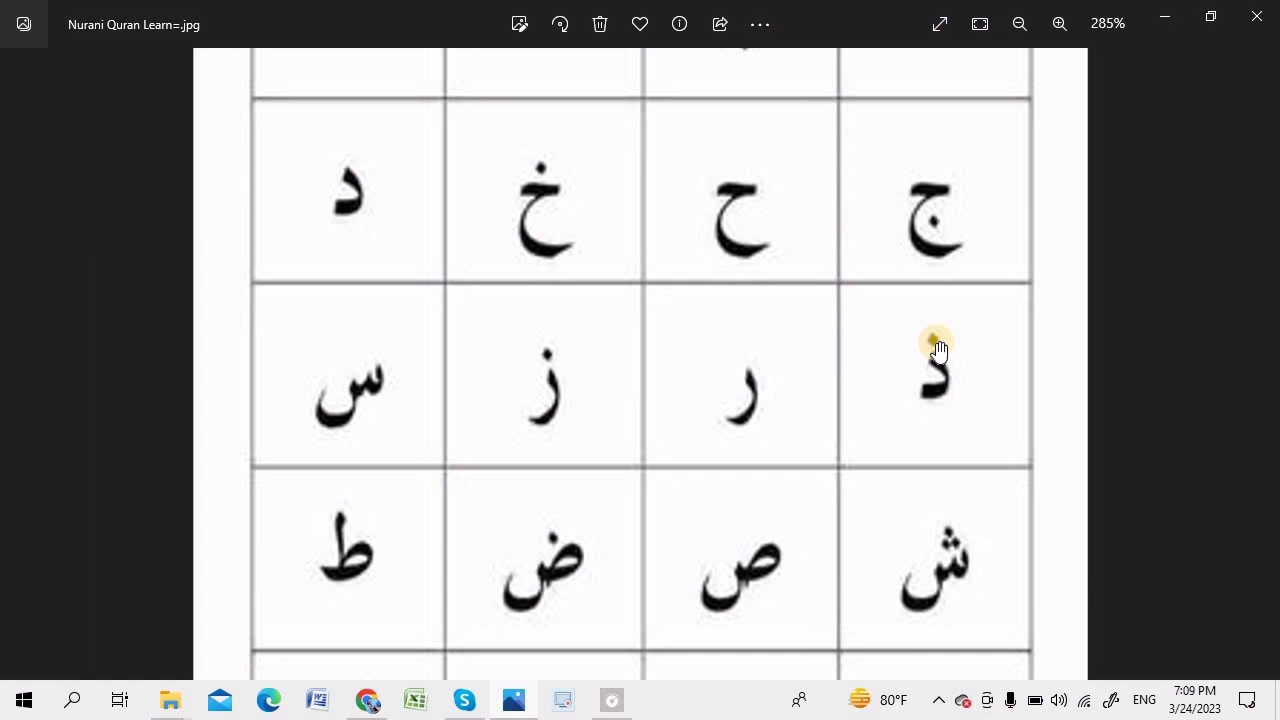 Nurani Quran Learn=.jpg
285%
ج ح خ د
ذ ر ز س
ش ص ض ط
80°F
ENG
7:09 PM
3/24/2023